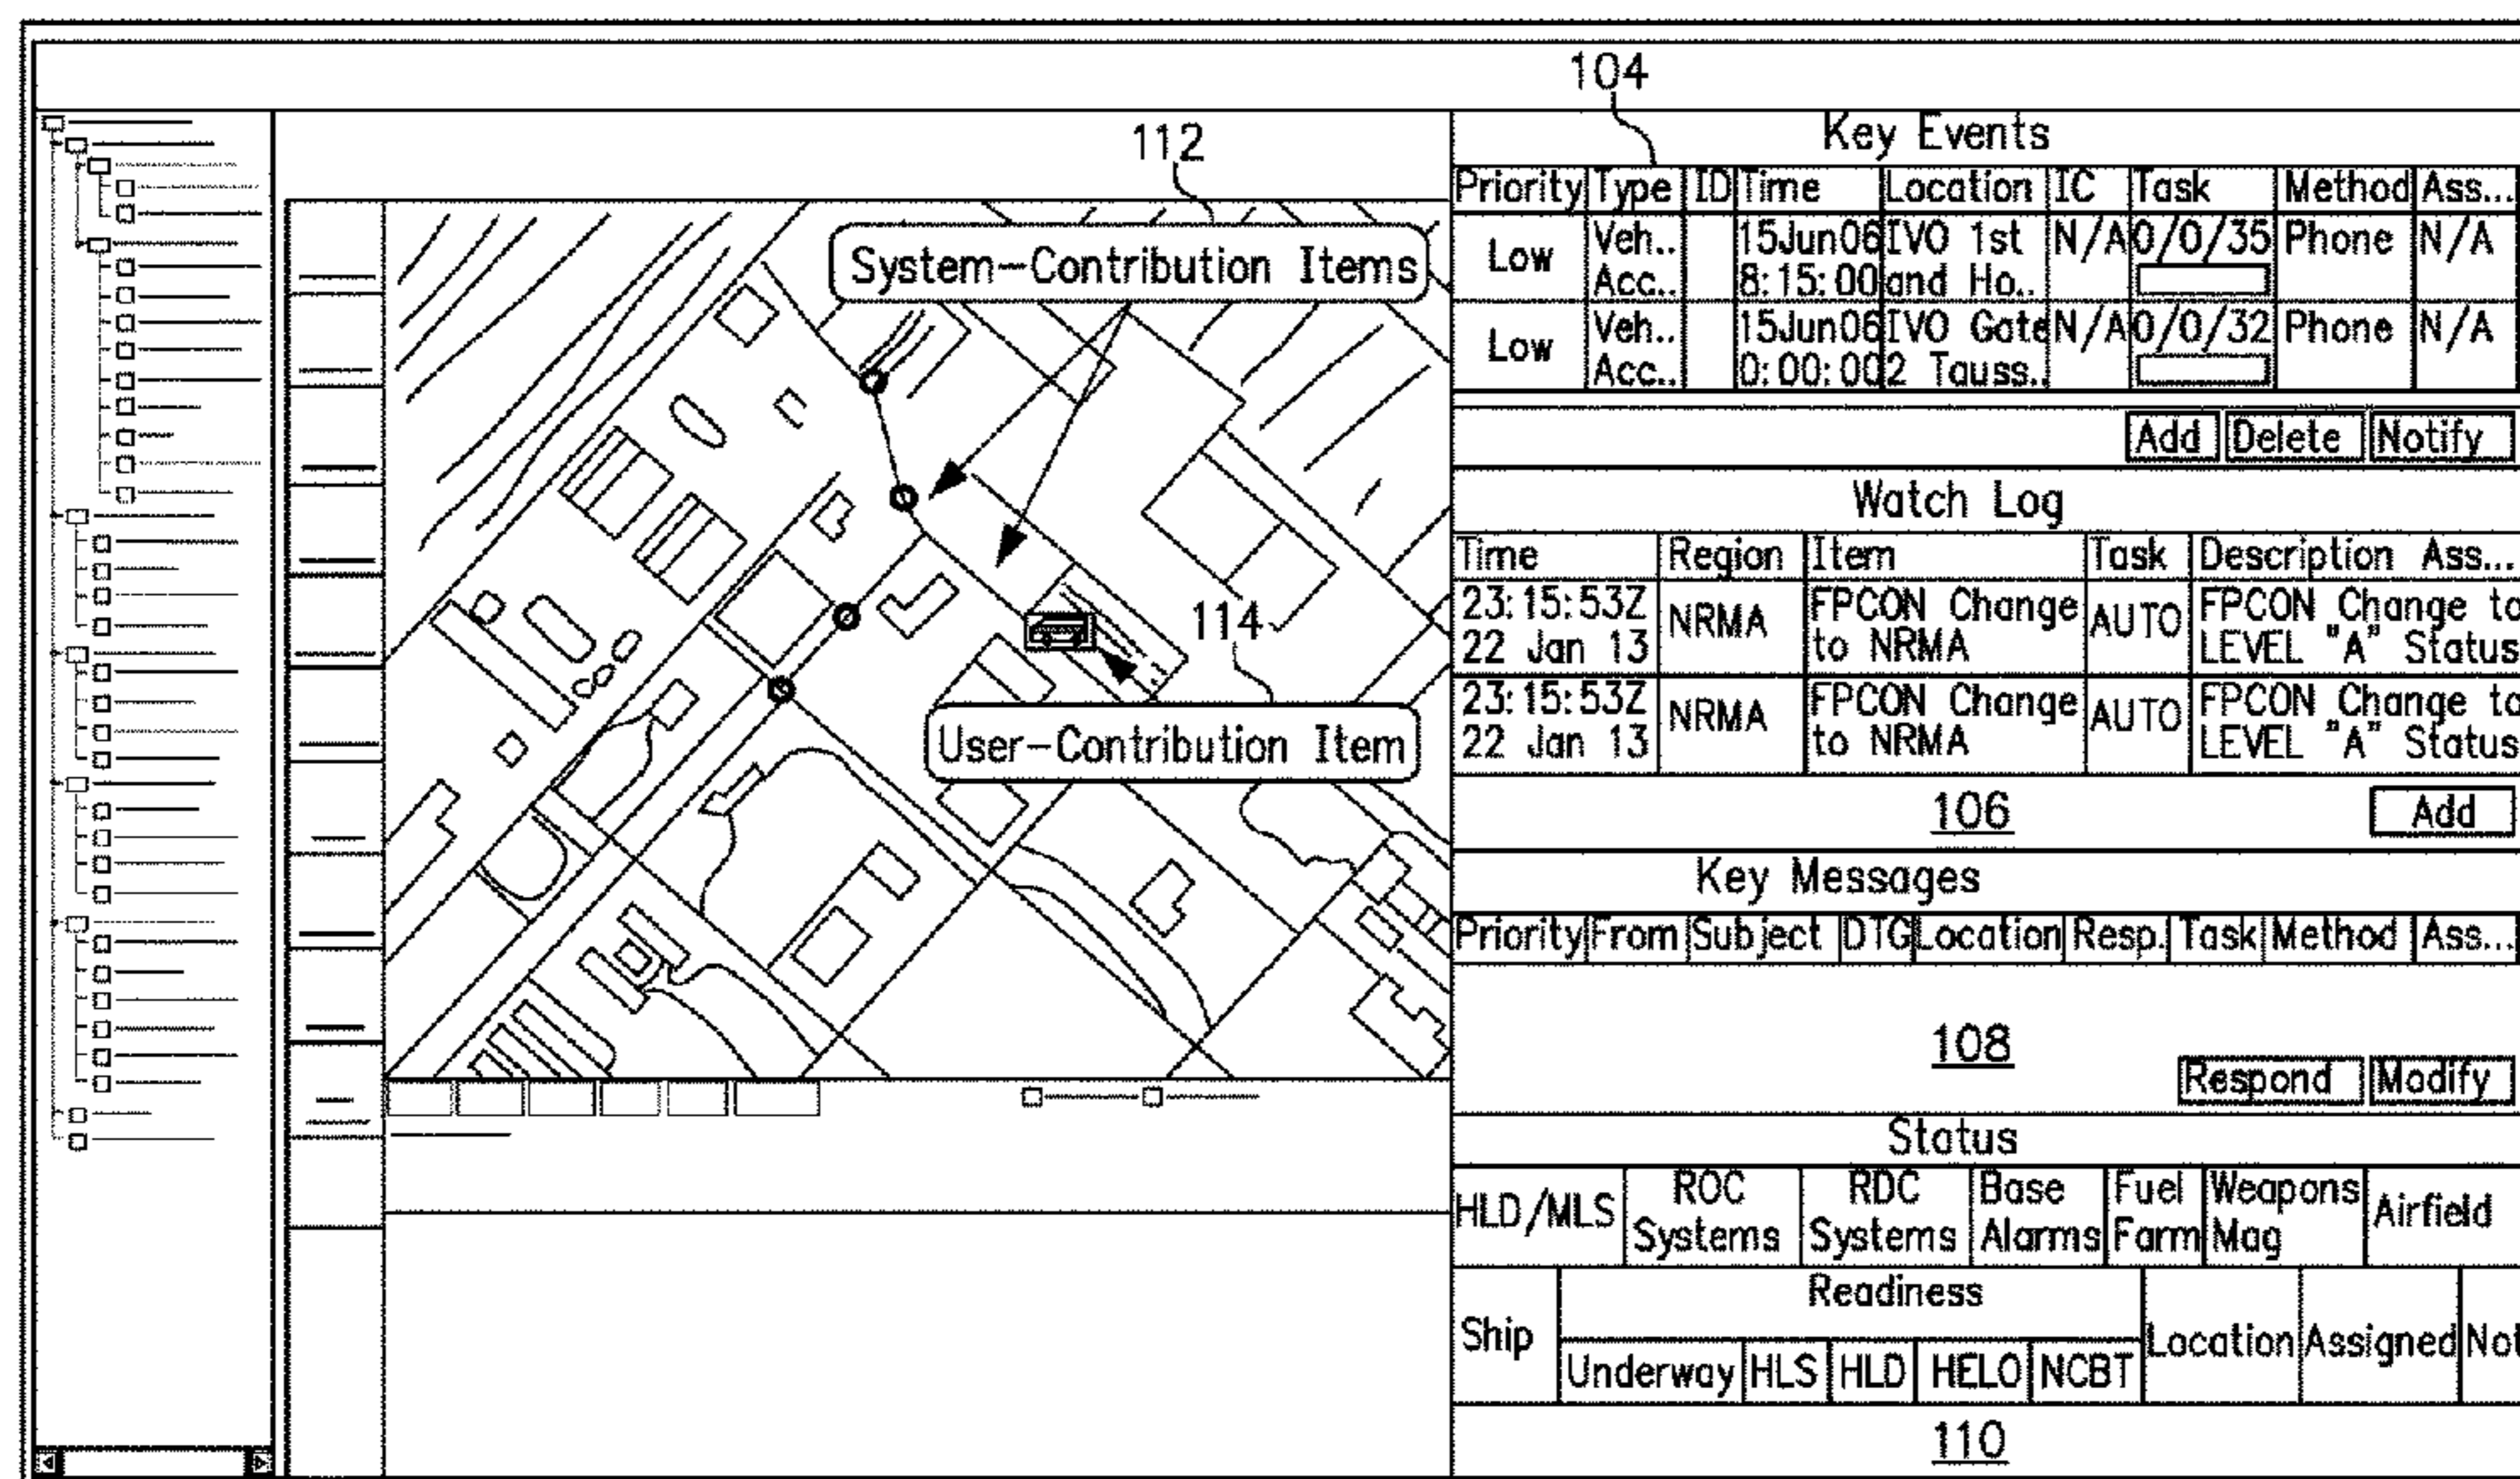 104
112
Key Events
Priority Type ID Time Location IC Task Method Ass...
Low Veh.. Acc.. 15Jun06 8:15:00 IVO 1st and Ho.. N/A 0/0/35 Phone N/A
Low Veh.. Acc.. 15Jun06 0:00:00 IVO Gate 2 Tauss.. N/A 0/0/32 Phone N/A
System-Contribution Items
Add Delete Notify
Watch Log
Time Region Item Task Description Ass...
23:15:53Z 22 Jan 13 NRMA FPCON Change to NRMA AUTO FPCON Change to LEVEL "A" Status
23:15:53Z 22 Jan 13 NRMA FPCON Change to NRMA AUTO FPCON Change to LEVEL "A" Status
114
User-Contribution Item
106 Add
Key Messages
Priority From Subject DTG Location Resp. Task Method Ass...
108
Respond Modify
Status
HLD/MLS ROC Systems RDC Systems Base Alarms Fuel Farm Weapons Mag Airfield
Ship Readiness Location Assigned Not
Underway HLS HLD HELO NCBT
110